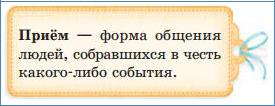 Приём — форма общения
людей, собравшихся в честь
какого-либо события.